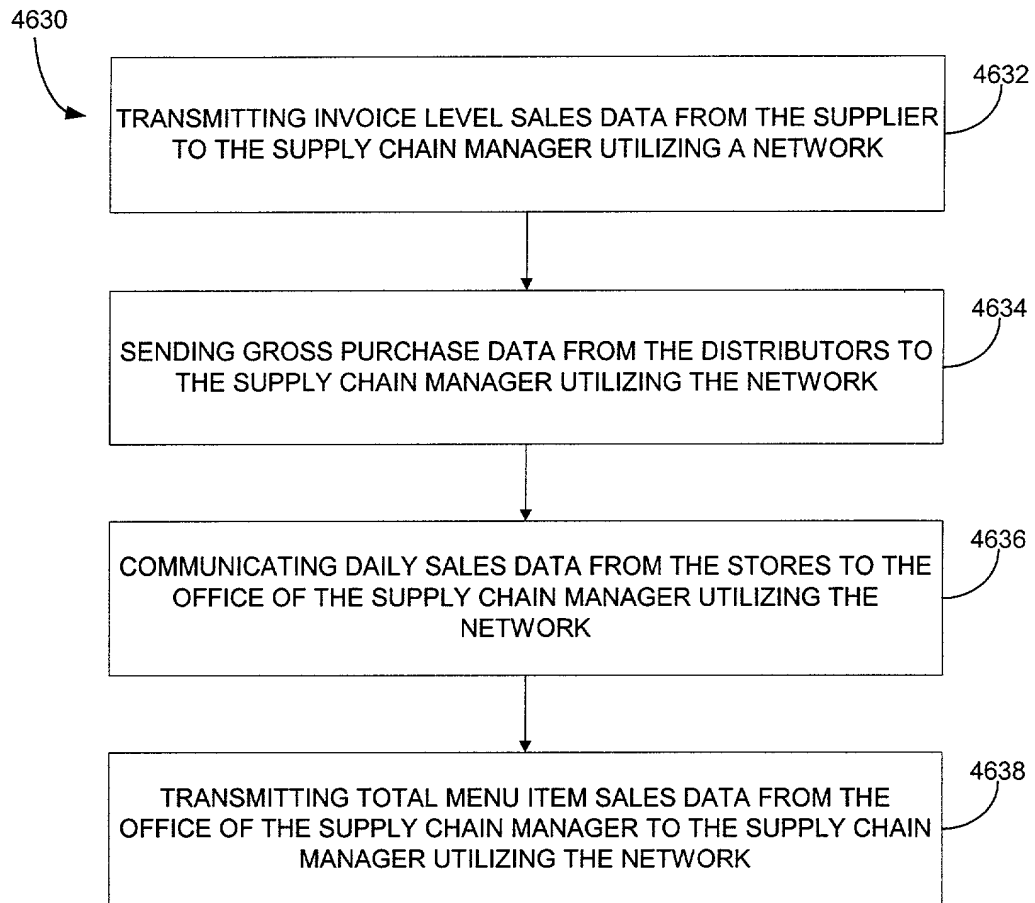 4630
4632
TRANSMITTING INVOICE LEVEL SALES DATA FROM THE SUPPLIER
TO THE SUPPLY CHAIN MANAGER UTILIZING A NETWORK
4634
SENDING GROSS PURCHASE DATA FROM THE DISTRIBUTORS TO
THE SUPPLY CHAIN MANAGER UTILIZING THE NETWORK
4636
COMMUNICATING DAILY SALES DATA FROM THE STORES TO THE
OFFICE OF THE SUPPLY CHAIN MANAGER UTILIZING THE
NETWORK
4638
TRANSMITTING TOTAL MENU ITEM SALES DATA FROM THE
OFFICE OF THE SUPPLY CHAIN MANAGER TO THE SUPPLY CHAIN
MANAGER UTILIZING THE NETWORK